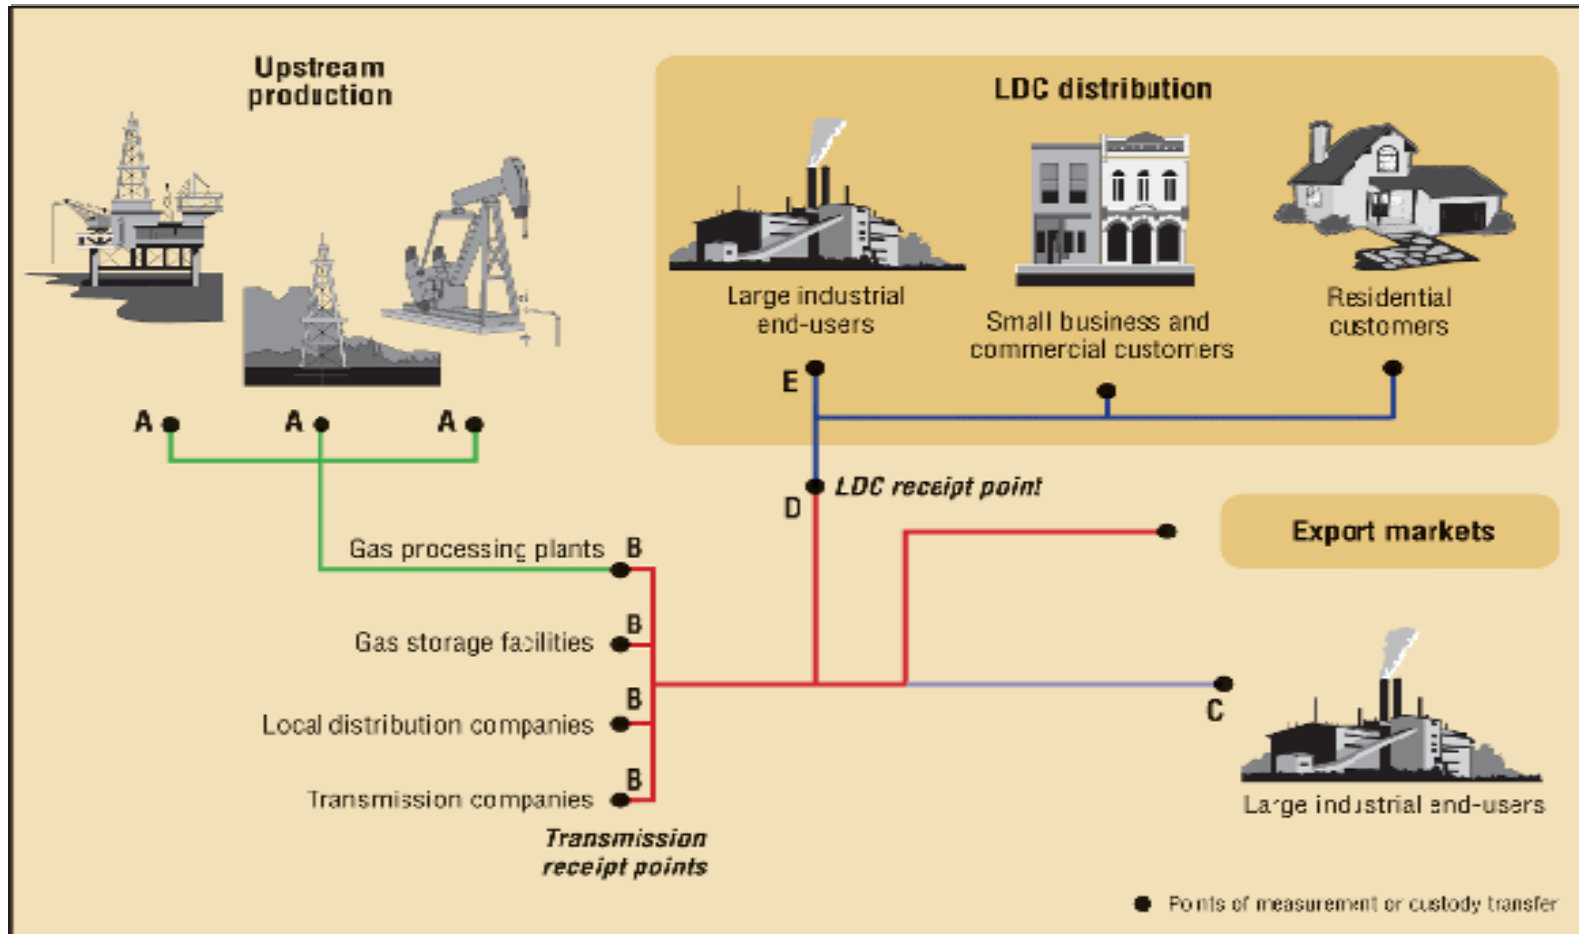 Upstream
production
LDC distribution
Large industrial
end-users
Small business and
commercial customers
Residential
customers
E
A
A
A
D
LDC receipt point
Export markets
Gas processing plants
B
Gas storage facilities
B
Local distribution companies
B
Transmission companies
B
Transmission
receipt points
C
Large industrial end-users
Points of measurement or custody transfer